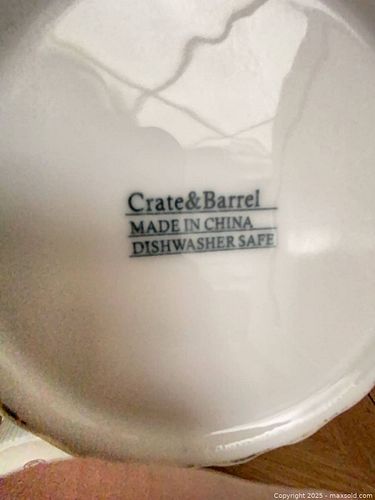 Crate&Barrel
MADE IN CHINA
DISHWASHER SAFE
Copyright 2025 - maxsold.com